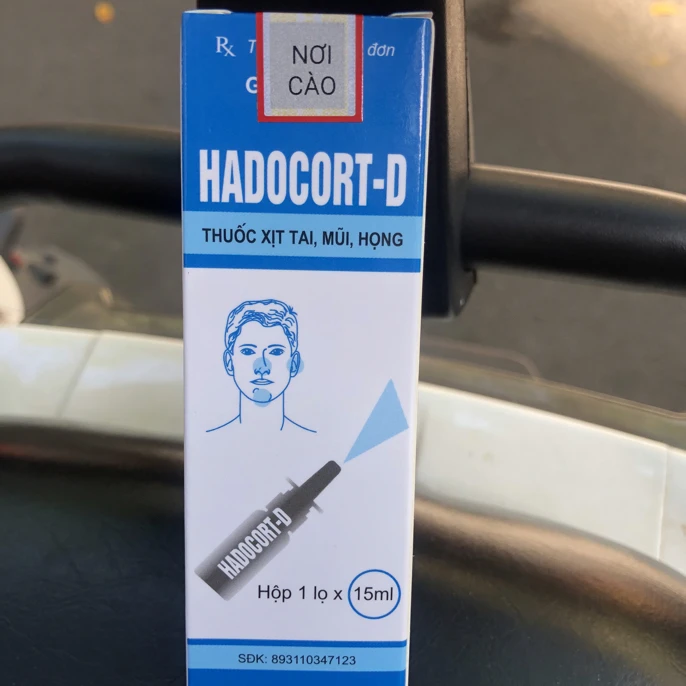 Rx T đơn
NƠI
CÀO
G
HADOCORT-D
THUỐC XỊT TAI, MŨI, HỌNG
HADOCORT-D
Hộp 1 lọ x 15ml
SĐK: 893110347123